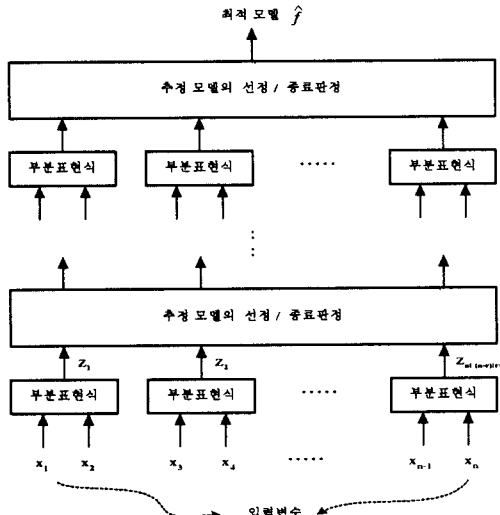 최적 모델 f̂
추정 모델의 선정 / 종료판정
부분표현식 부분표현식 ····· 부분표현식
추정 모델의 선정 / 종료판정
Z₁ Z₂
부분표현식 부분표현식 ····· 부분표현식
x₁ x₂ x₃ x₄ ····· xₙ₋₁ xₙ
입력변수